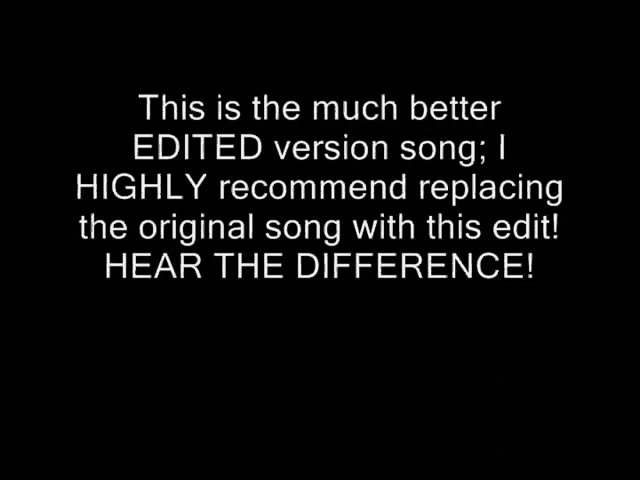 This is the much better
EDITED version song; I
HIGHLY recommend replacing
the original song with this edit!
HEAR THE DIFFERENCE!